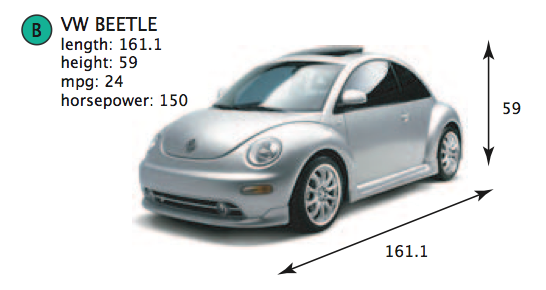 B
VW BEETLE
length: 161.1
height: 59
mpg: 24
horsepower: 150
59
161.1